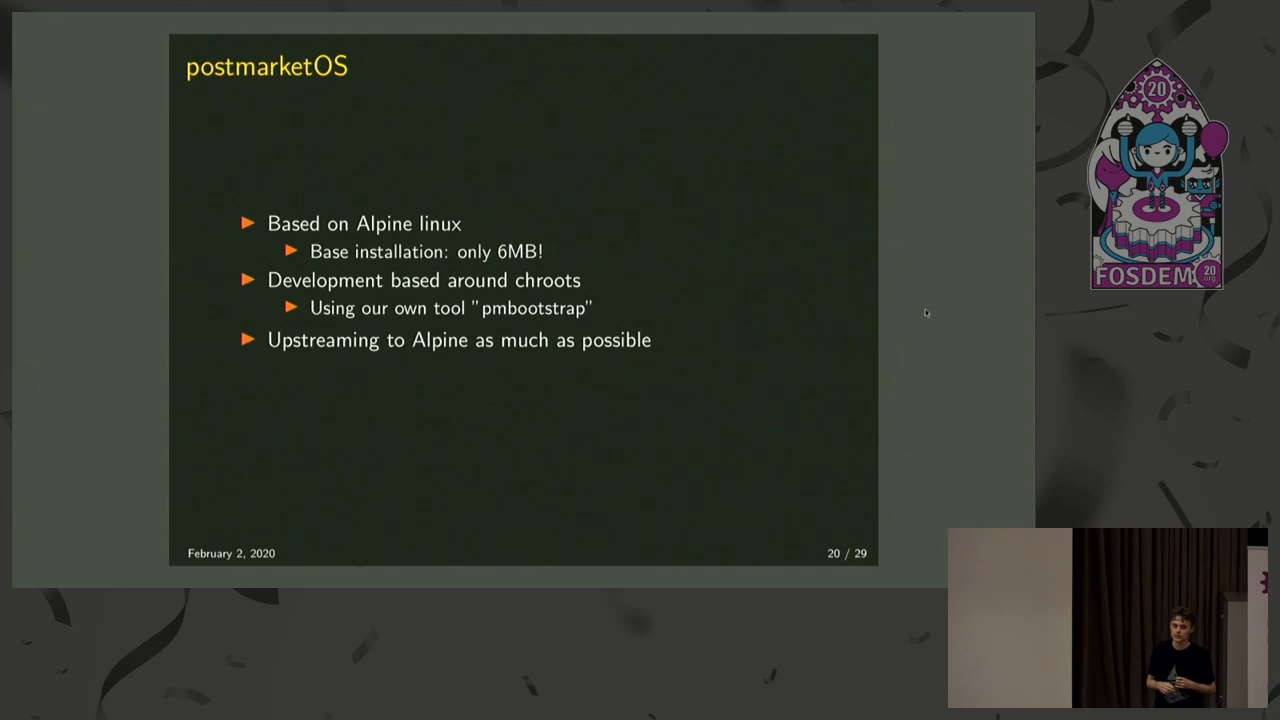 postmarketOS
Based on Alpine linux
Base installation: only 6MB!
Development based around chroots
Using our own tool "pmbootstrap"
Upstreaming to Alpine as much as possible
February 2, 2020
20 / 29
20
FOSDEM
20
.org